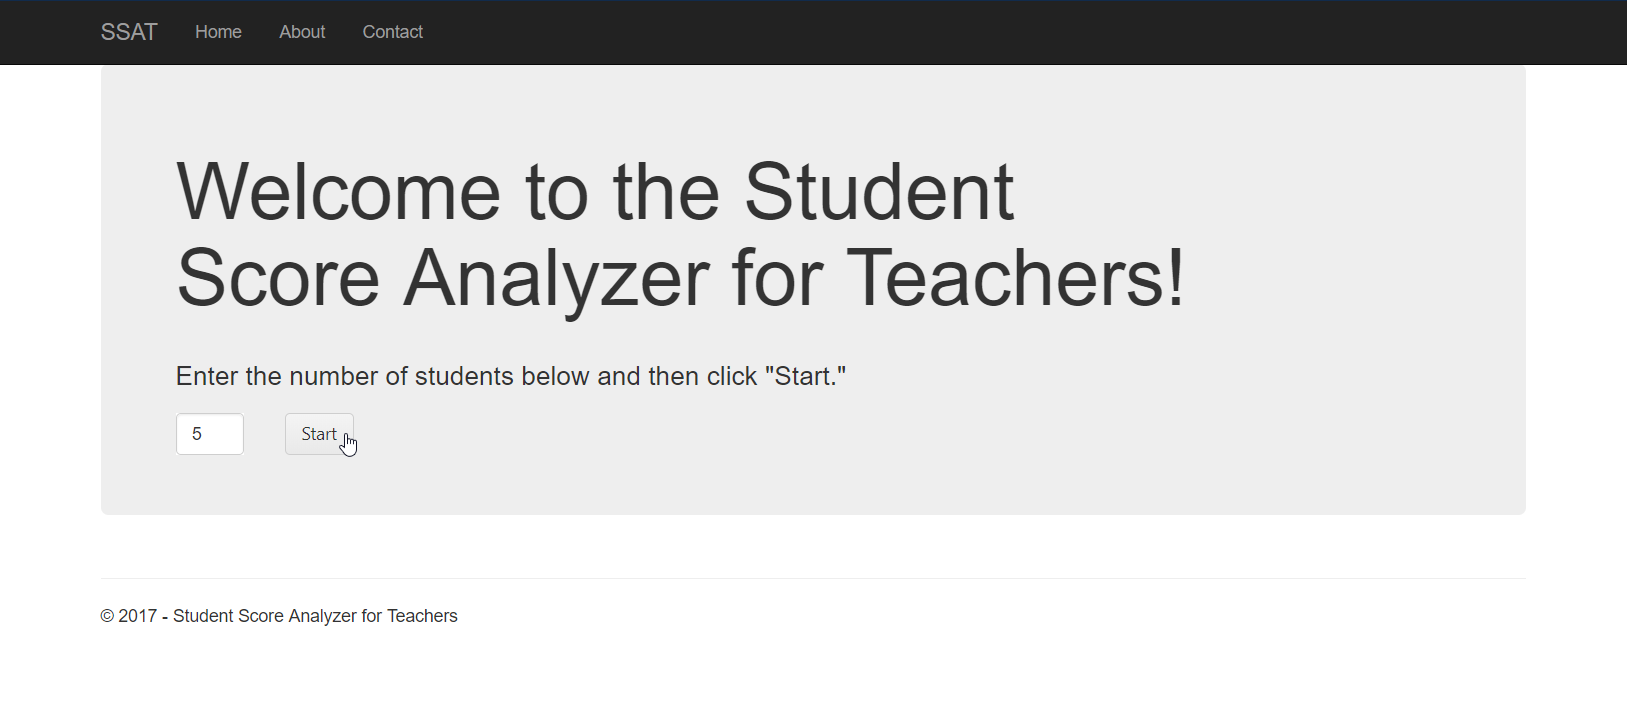 SSAT Home About Contact
Welcome to the Student
Score Analyzer for Teachers!
Enter the number of students below and then click "Start."
5 Start
© 2017 - Student Score Analyzer for Teachers